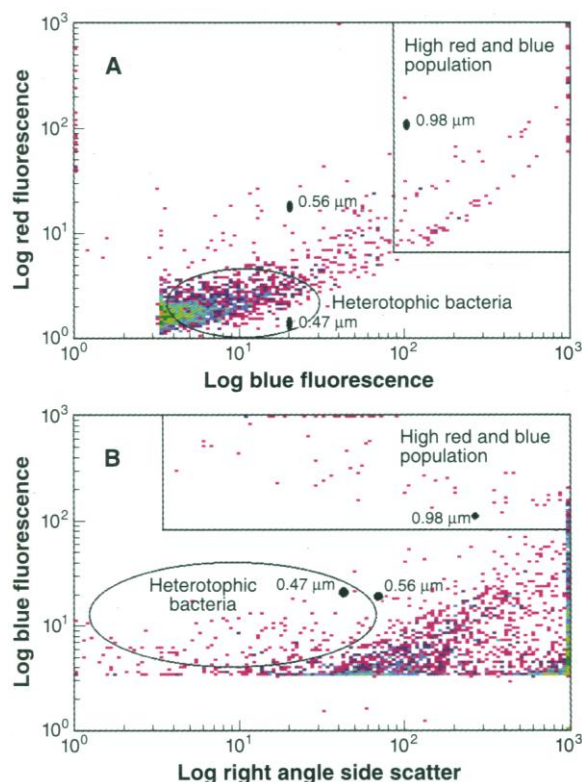 A
High red and blue
population
0.98 µm
0.56 µm
Heterotophic bacteria
0.47 µm
Log red fluorescence
10³
10²
10¹
10⁰
10⁰
10¹
10²
10³
Log blue fluorescence
B
High red and blue
population
0.98 µm
0.47 µm
0.56 µm
Heterotophic
bacteria
Log blue fluorescence
10³
10²
10¹
10⁰
10⁰
10¹
10²
10³
Log right angle side scatter